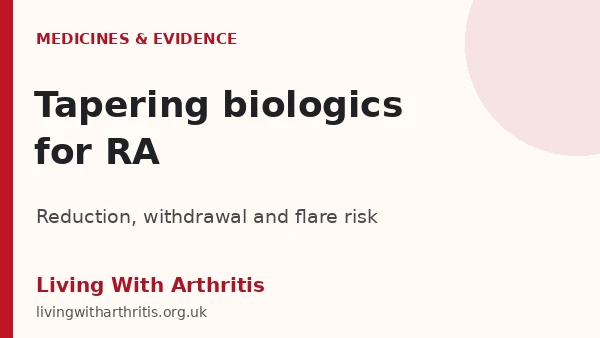 MEDICINES & EVIDENCE
Tapering biologics
for RA
Reduction, withdrawal and flare risk
Living With Arthritis
livingwitharthritis.org.uk